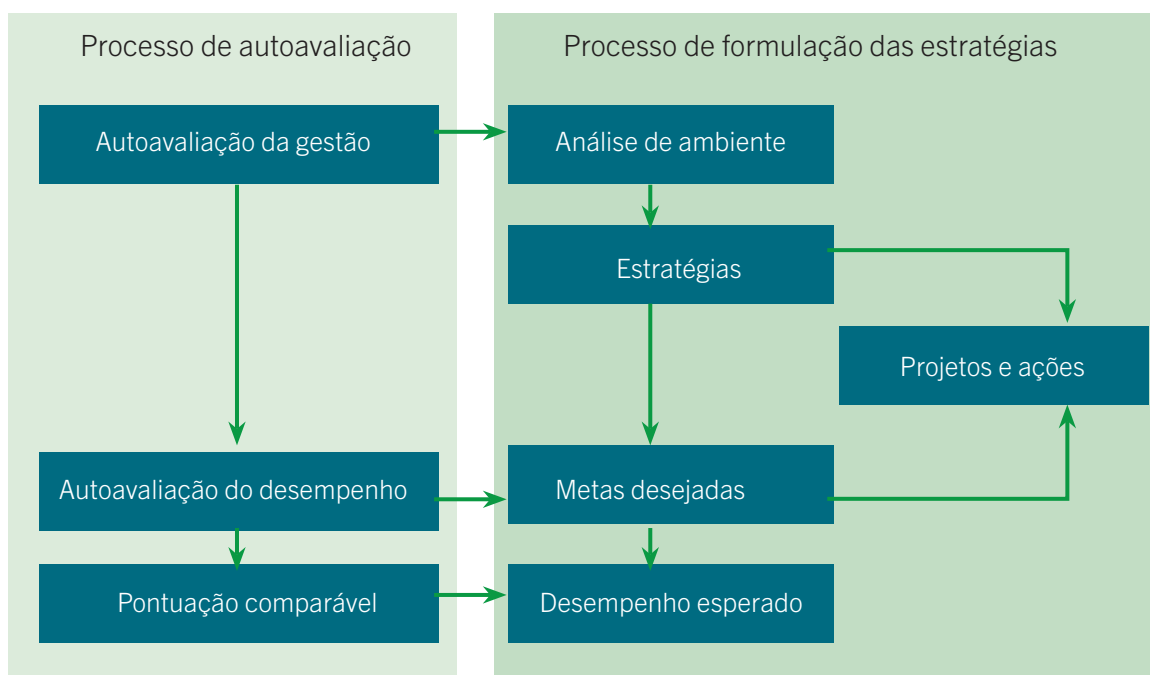 Processo de autoavaliação
Processo de formulação das estratégias
Autoavaliação da gestão
Análise de ambiente
Estratégias
Projetos e ações
Autoavaliação do desempenho
Metas desejadas
Pontuação comparável
Desempenho esperado